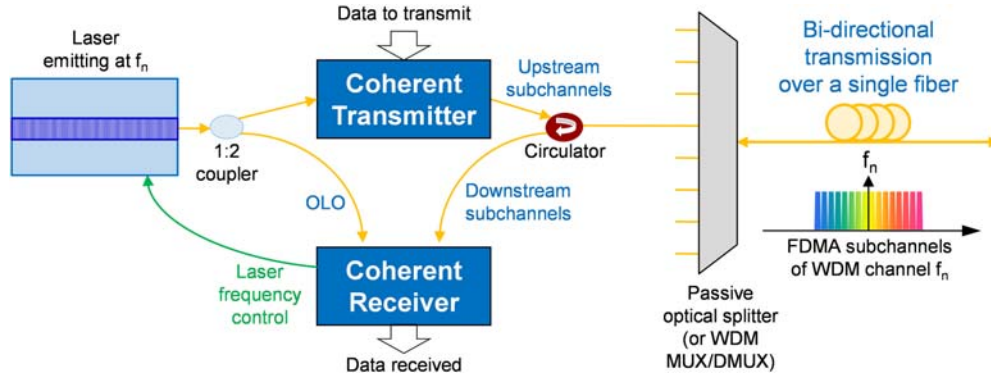 Laser
emitting at fn
1:2
coupler
Data to transmit
Coherent
Transmitter
Upstream
subchannels
Circulator
OLO
Downstream
subchannels
Laser
frequency
control
Coherent
Receiver
Data received
Passive
optical splitter
(or WDM
MUX/DMUX)
Bi-directional
transmission
over a single fiber
fn
FDMA subchannels
of WDM channel fn